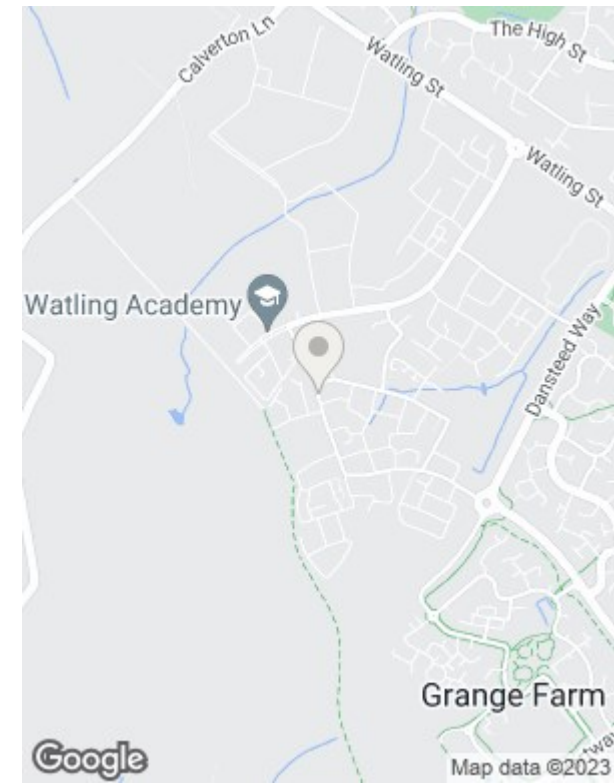 The High St
Calverton Ln
Watling St
Watling St
Watling Academy
Dansteed Way
Grange Farm
Google
Map data ©2023